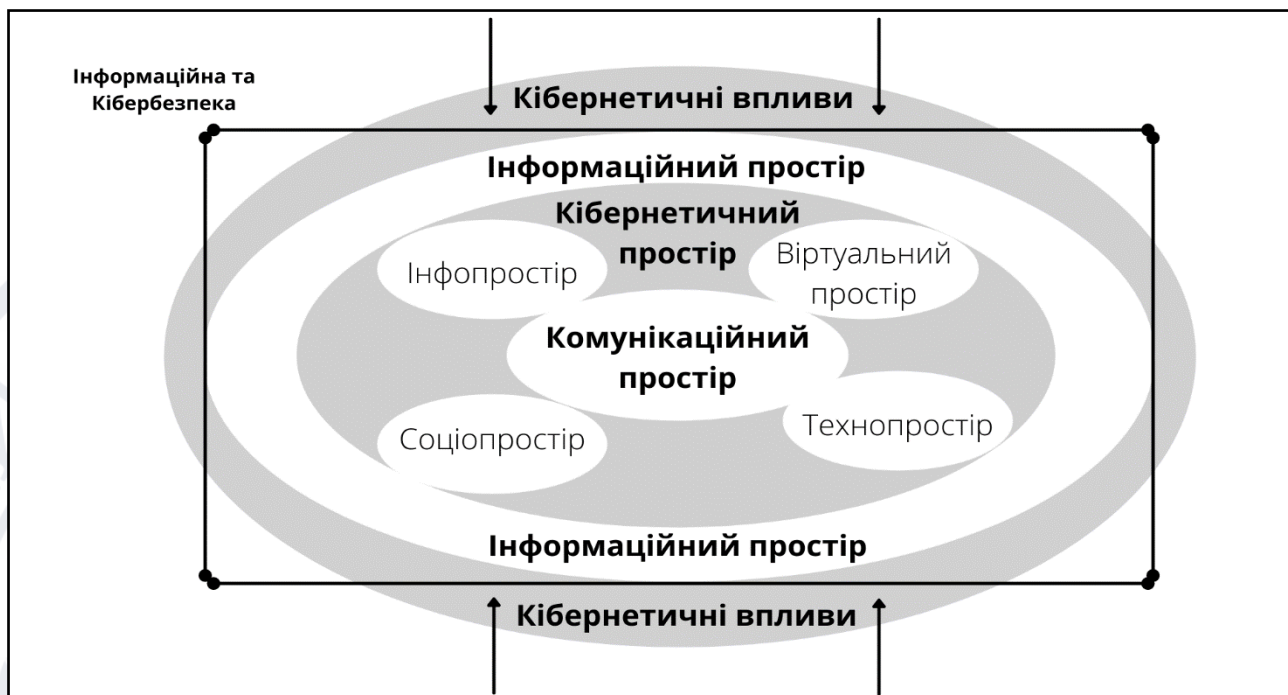 Інформаційна та
Кібербезпека
Кібернетичні впливи
Інформаційний простір
Кібернетичний
простір
Інфопростір
Віртуальний
простір
Комунікаційний
простір
Соціопростір
Технопростір
Інформаційний простір
Кібернетичні впливи